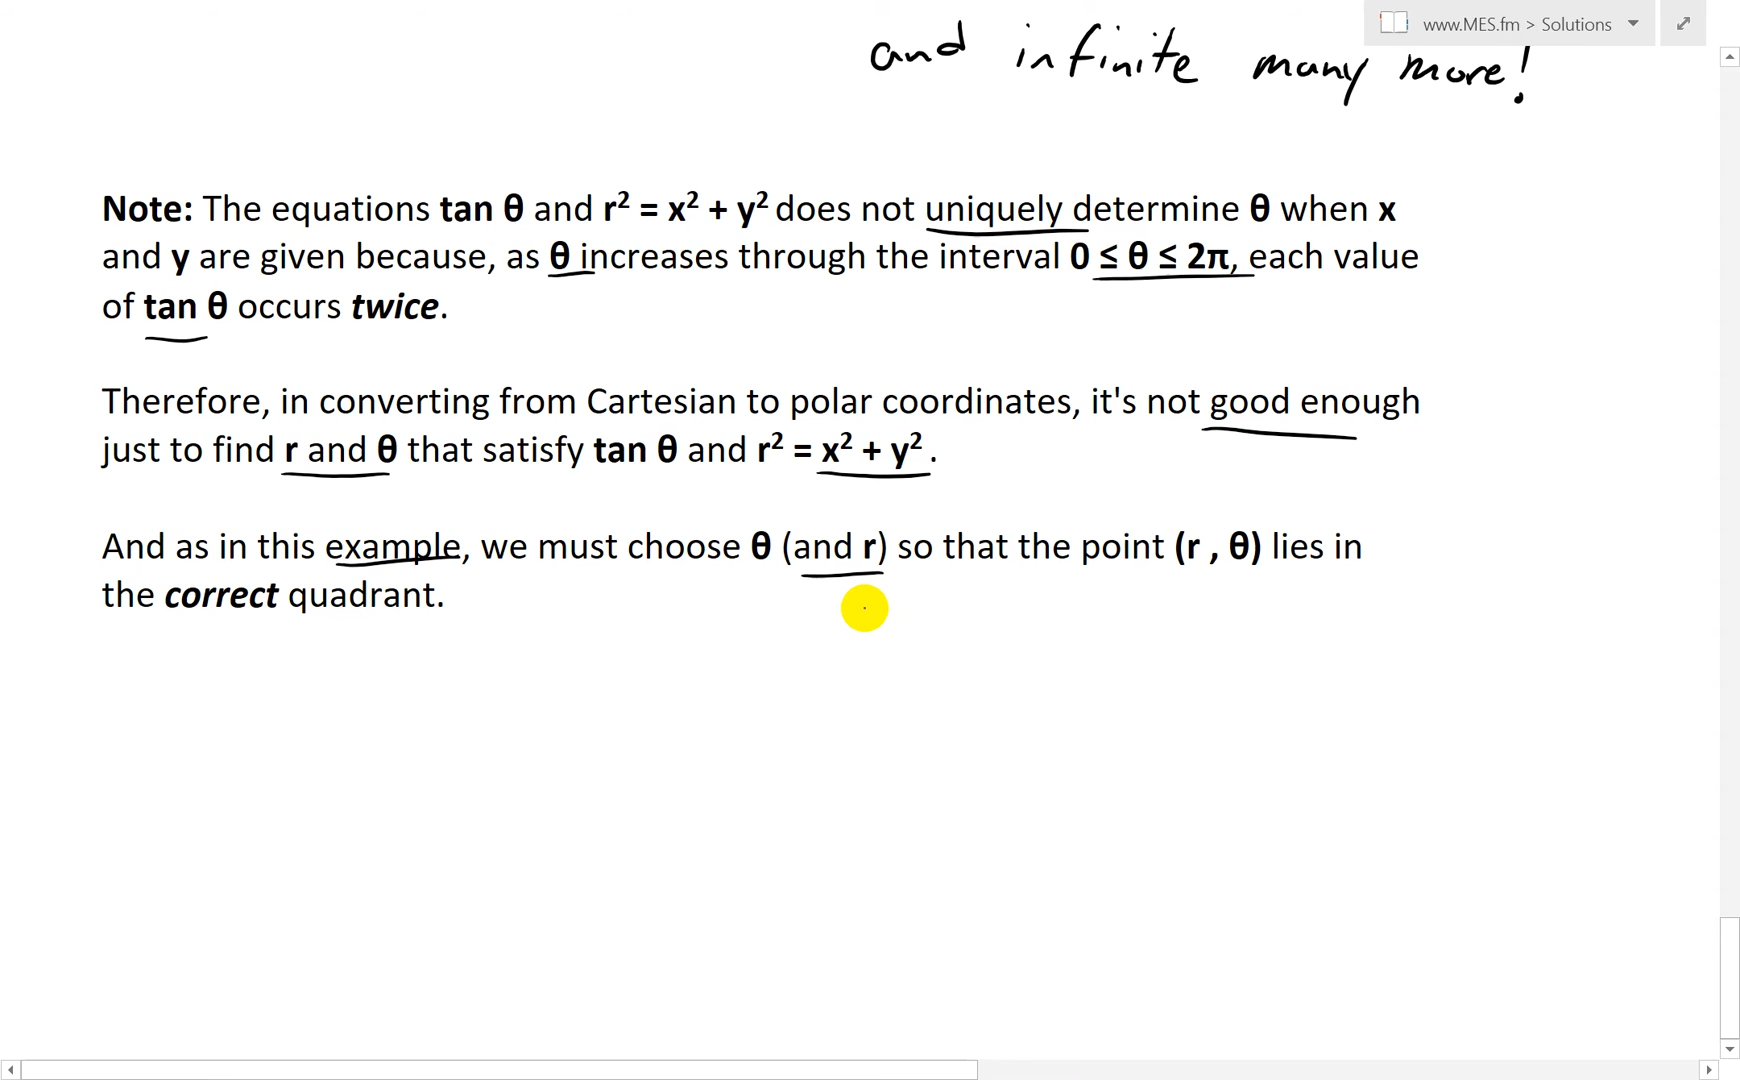 www.MES.fm > Solutions
and infinite many more!
Note: The equations tan θ and r² = x² + y² does not uniquely determine θ when x
and y are given because, as θ increases through the interval 0 ≤ θ ≤ 2π, each value
of tan θ occurs twice.
Therefore, in converting from Cartesian to polar coordinates, it's not good enough
just to find r and θ that satisfy tan θ and r² = x² + y² .
And as in this example, we must choose θ (and r) so that the point (r , θ) lies in
the correct quadrant.